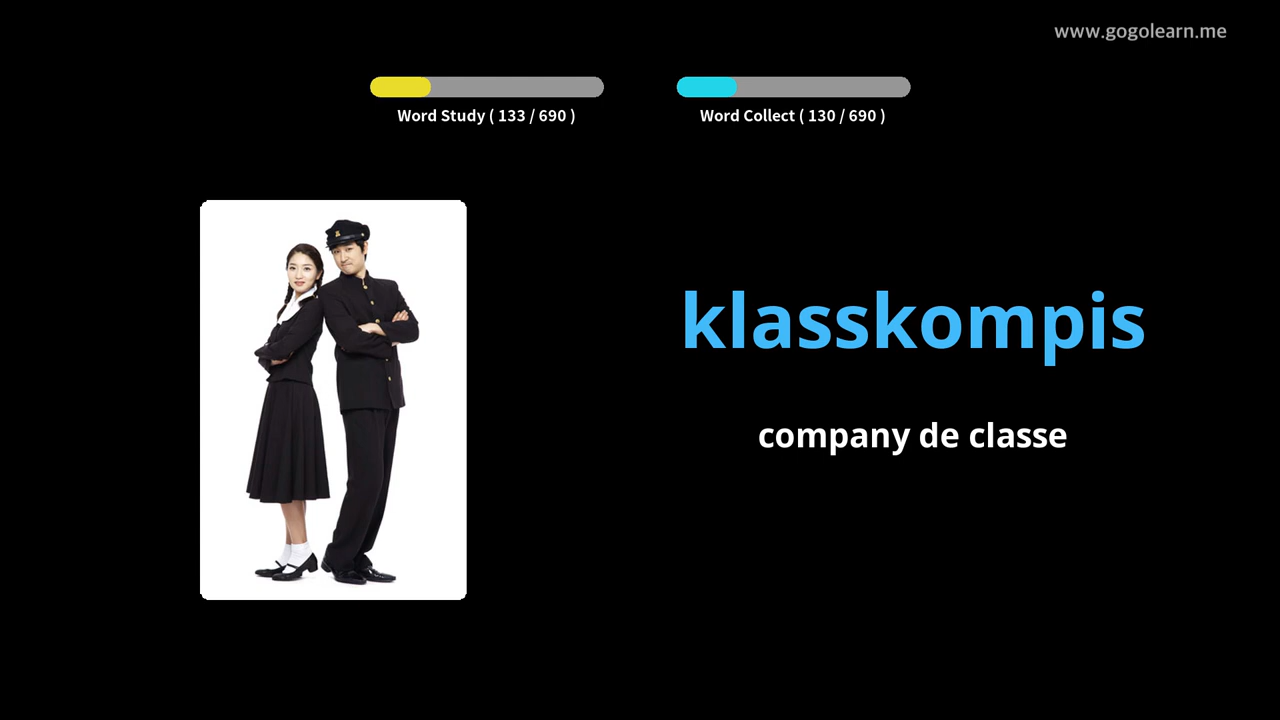 www.gogolearn.me
Word Study ( 133 / 690 )
Word Collect ( 130 / 690 )
klasskompis
company de classe